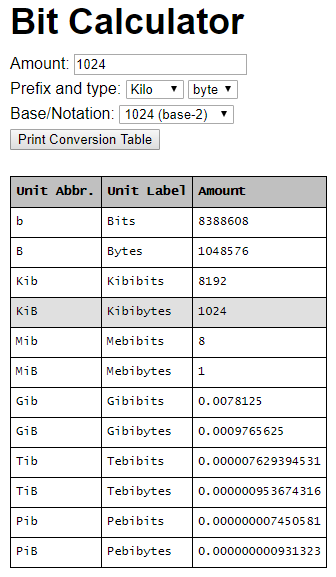 Bit Calculator
Amount: 1024
Prefix and type: Kilo byte
Base/Notation: 1024 (base-2)
Print Conversion Table
Unit Abbr. Unit Label Amount
b Bits 8388608
B Bytes 1048576
Kib Kibibits 8192
KiB Kibibytes 1024
Mib Mebibits 8
MiB Mebibytes 1
Gib Gibibits 0.0078125
GiB Gibibytes 0.0009765625
Tib Tebibits 0.000007629394531
TiB Tebibytes 0.000000953674316
Pib Pebibits 0.000000007450581
PiB Pebibytes 0.000000000931323